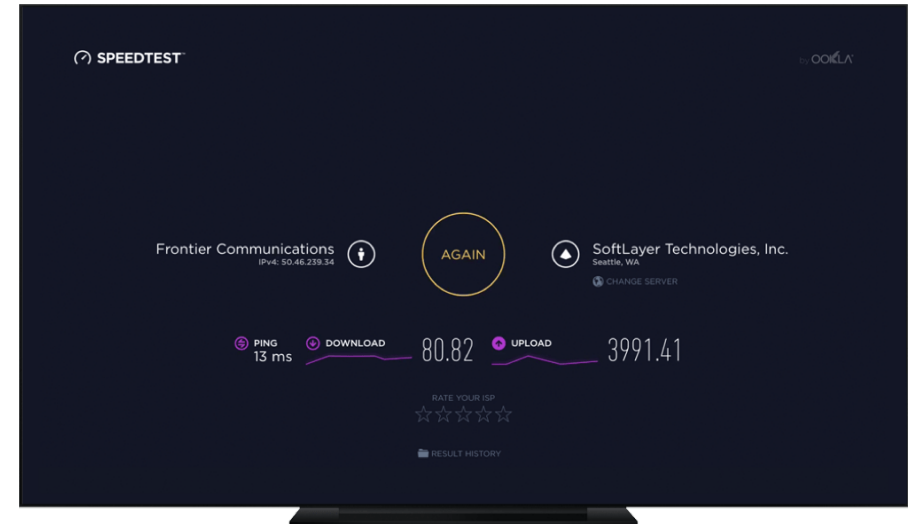 SPEEDTEST™
by OOKLA
Frontier Communications
IPv4: 50.46.239.34
AGAIN
SoftLayer Technologies, Inc.
Seattle, WA
CHANGE SERVER
PING
13 ms
DOWNLOAD
80.82
UPLOAD
3991.41
RATE YOUR ISP
RESULT HISTORY